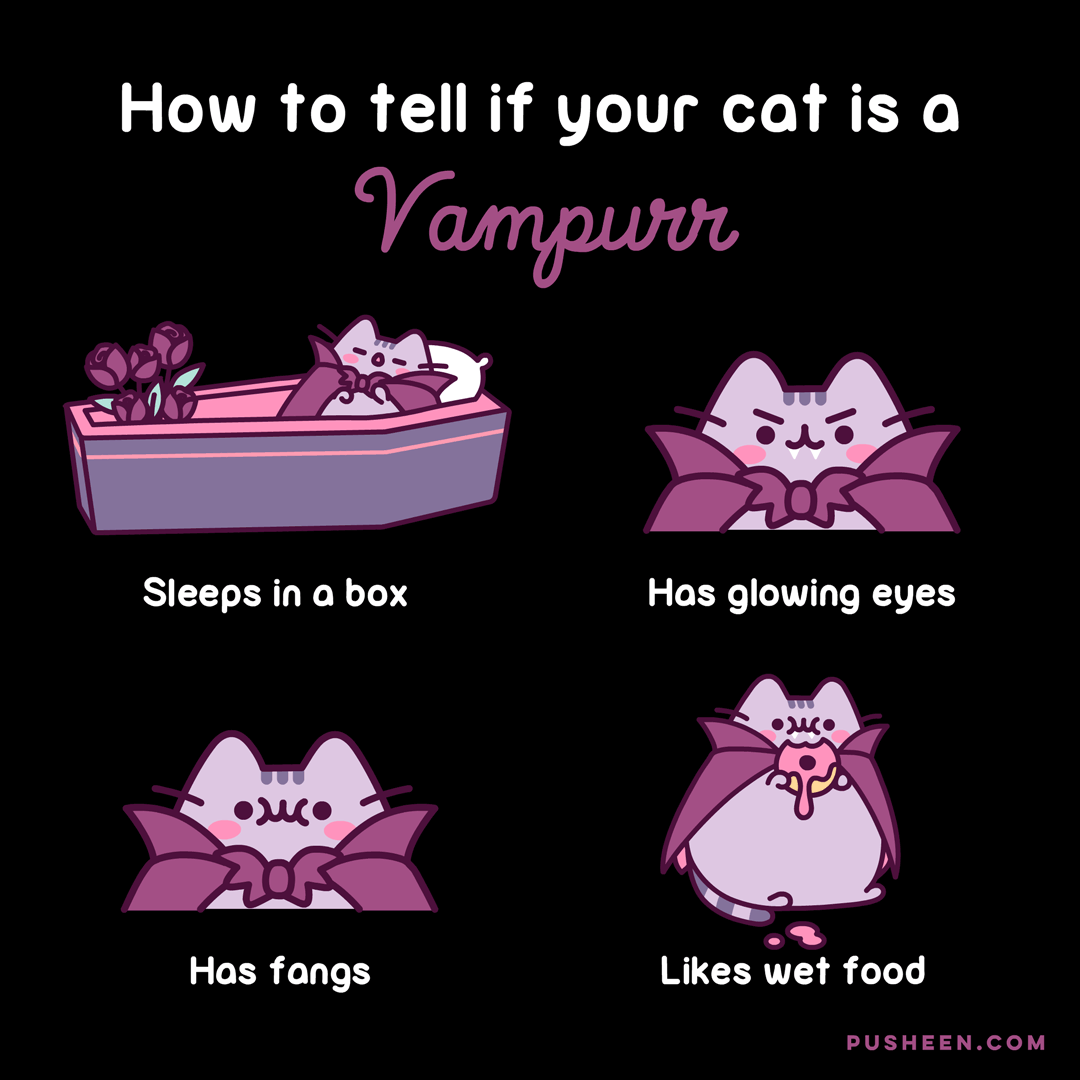 How to tell if your cat is a
Vampurr
Sleeps in a box
Has glowing eyes
Has fangs
Likes wet food
PUSHEEN.COM